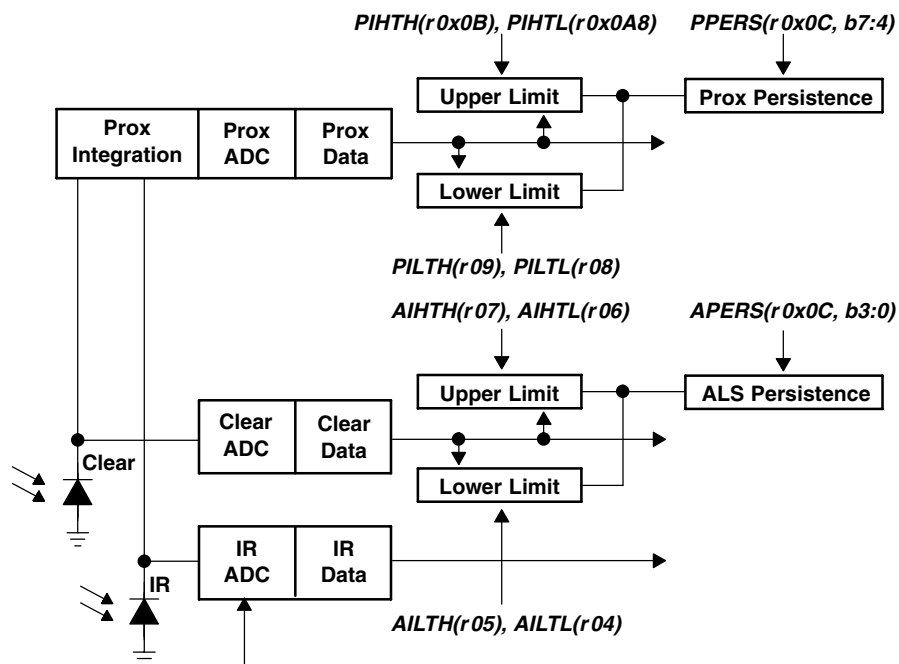 PIHTH(r0x0B), PIHTL(r0x0A8)
PPERS(r0x0C, b7:4)
Upper Limit
Prox Persistence
Prox
Integration
Prox
ADC
Prox
Data
Lower Limit
PILTH(r09), PILTL(r08)
AIHTH(r07), AIHTL(r06)
APERS(r0x0C, b3:0)
Upper Limit
ALS Persistence
Clear
ADC
Clear
Data
Clear
Lower Limit
IR
ADC
IR
Data
IR
AILTH(r05), AILTL(r04)